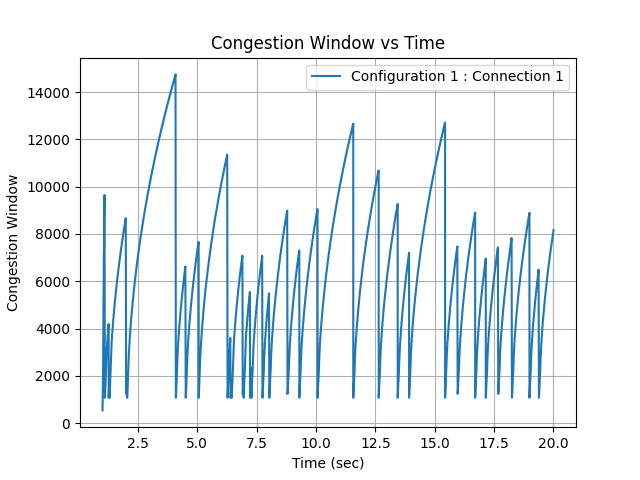 Congestion Window vs Time
Configuration 1 : Connection 1
Congestion Window
14000
12000
10000
8000
6000
4000
2000
0
2.5 5.0 7.5 10.0 12.5 15.0 17.5 20.0
Time (sec)